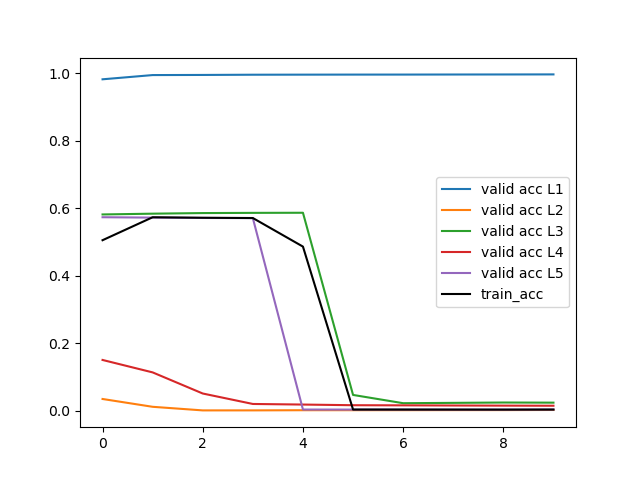 1.0
0.8
0.6
0.4
0.2
0.0
valid acc L1
valid acc L2
valid acc L3
valid acc L4
valid acc L5
train_acc
0 2 4 6 8